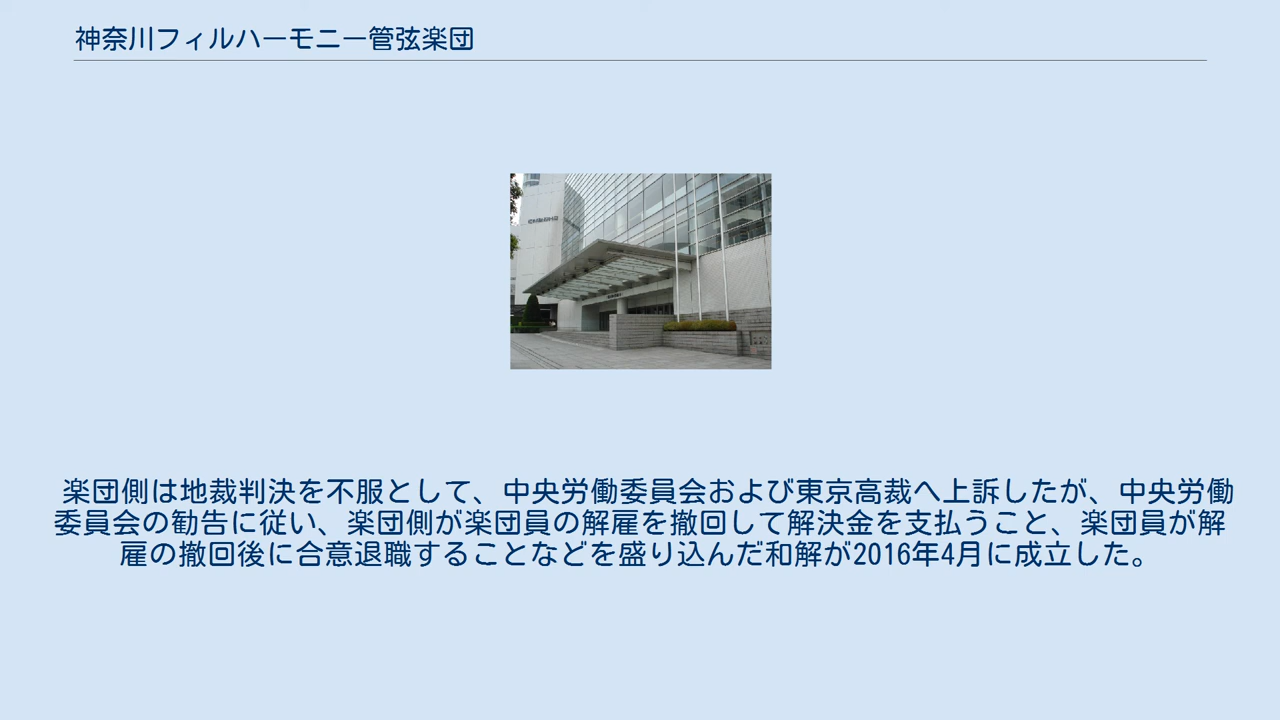 神奈川フィルハーモニー管弦楽団
楽団側は地裁判決を不服として、中央労働委員会および東京高裁へ上訴したが、中央労働
委員会の勧告に従い、楽団側が楽団員の解雇を撤回して解決金を支払うこと、楽団員が解
雇の撤回後に合意退職することなどを盛り込んだ和解が2016年4月に成立した。